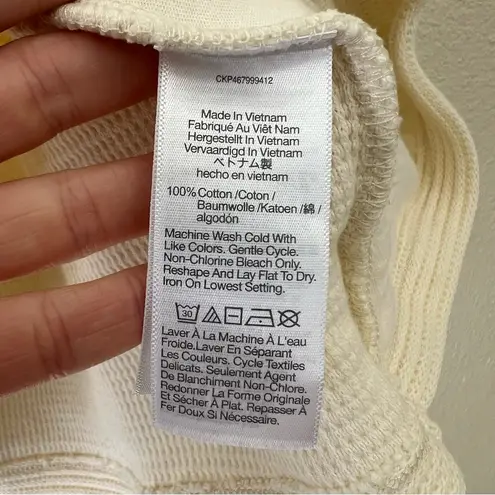 CKP467999412
Made In Vietnam
Fabriqué Au Viêt Nam
Hergestellt In Vietnam
Vervaardigd In Vietnam
ベトナム製
hecho en vietnam
100% Cotton /Coton /
Baumwolle /Katoen /綿 /
algodón
Machine Wash Cold With
Like Colors. Gentle Cycle.
Non-Chlorine Bleach Only.
Reshape And Lay Flat To Dry.
Iron On Lowest Setting.
30
Laver À La Machine À L'eau
Froide.Laver En Séparant
Les Couleurs. Cycle Textiles
Delicats. Seulement Agent
De Blanchiment Non-Chlore.
Redonner La Forme Originale
Et Sécher À Plat. Repasser À
Fer Doux Si Nécessaire.